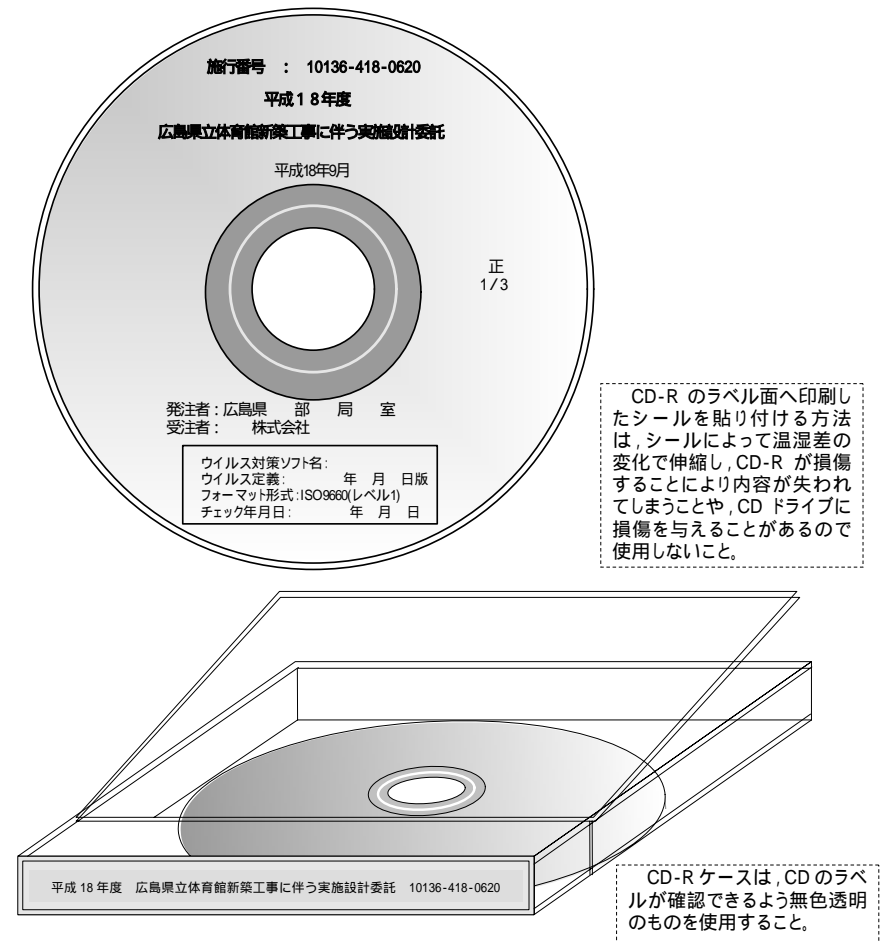 施行番号 : 10136-418-0620
平成18年度
広島県立体育館新築工事に伴う実施設計委託
平成18年9月
正
1/3
発注者:広島県 部 局 室
受注者: 株式会社
ウイルス対策ソフト名:
ウイルス定義: 年 月 日版
フォーマット形式:ISO9660(レベル1)
チェック年月日: 年 月 日
CD-R のラベル面へ印刷し
たシールを貼り付ける方法
は,シールによって温湿差の
変化で伸縮し,CD-R が損傷
することにより内容が失われ
てしまうことや,CD ドライブに
損傷を与えることがあるので
使用しないこと。
平成 18 年度 広島県立体育館新築工事に伴う実施設計委託 10136-418-0620
CD-R ケースは,CD のラベ
ルが確認できるよう無色透明
のものを使用すること。